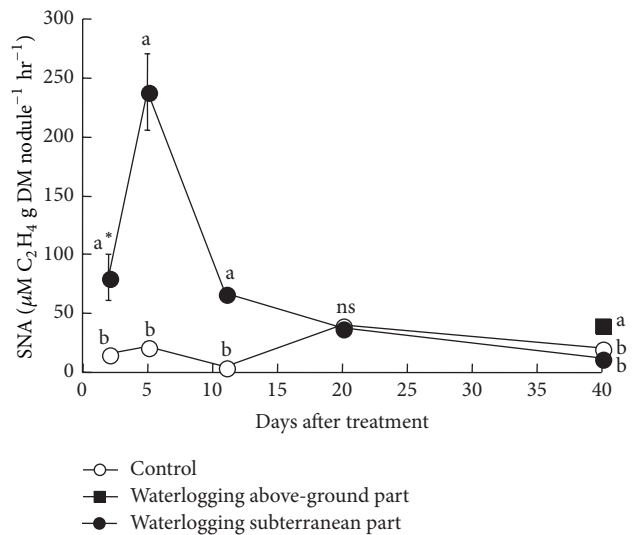 300
250
200
150
100
50
0
SNA (μM C₂H₄ g DM nodule⁻¹ hr⁻¹)
a*
a
a
b
b
b
ns
a
b
b
0 5 10 15 20 25 30 35 40
Days after treatment
Control
Waterlogging above-ground part
Waterlogging subterranean part